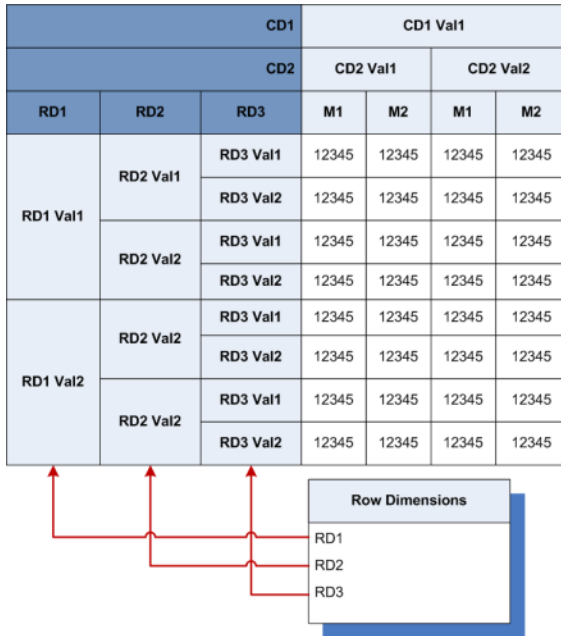 CD1 CD1 Val1
CD2 CD2 Val1 CD2 Val2
RD1 RD2 RD3 M1 M2 M1 M2
RD1 Val1 RD2 Val1 RD3 Val1 12345 12345 12345 12345
RD3 Val2 12345 12345 12345 12345
RD2 Val2 RD3 Val1 12345 12345 12345 12345
RD3 Val2 12345 12345 12345 12345
RD1 Val2 RD2 Val2 RD3 Val1 12345 12345 12345 12345
RD3 Val2 12345 12345 12345 12345
RD2 Val2 RD3 Val1 12345 12345 12345 12345
RD3 Val2 12345 12345 12345 12345
Row Dimensions
RD1
RD2
RD3